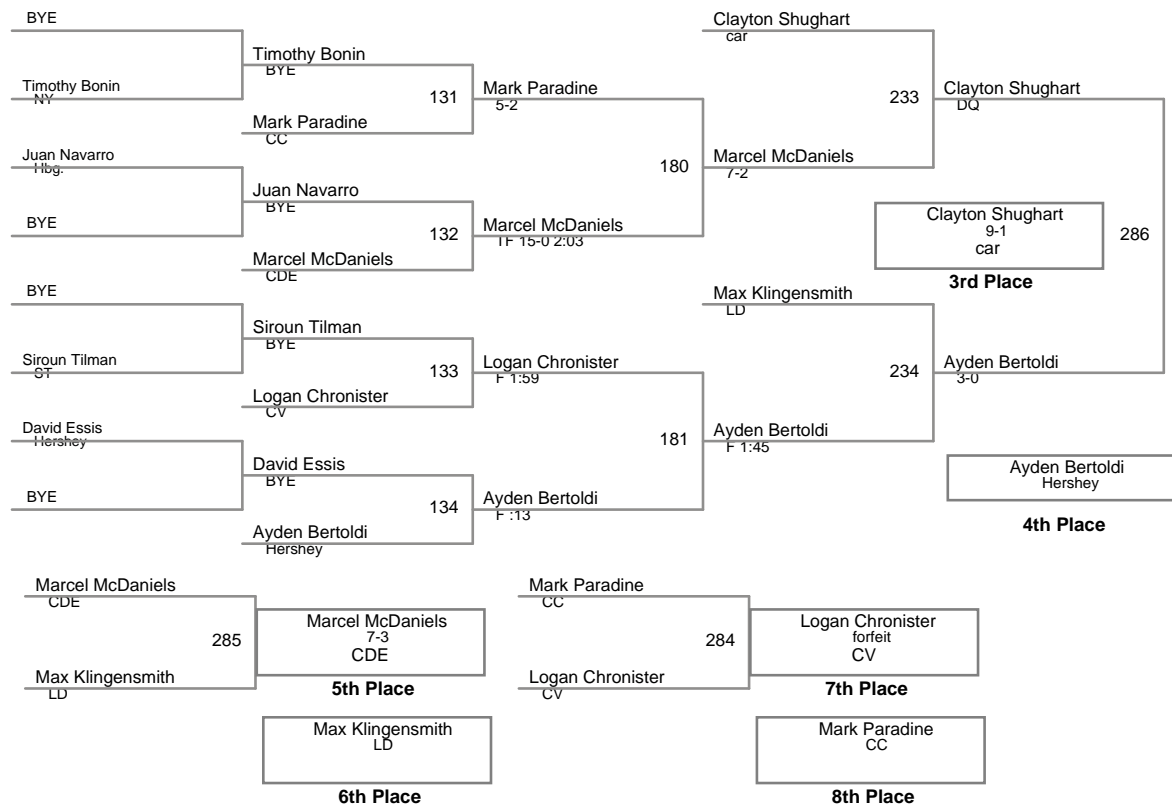 BYE
Timothy Bonin
NY
Juan Navarro
Hbg.
BYE
BYE
Siroun Tilman
ST
David Essis
Hershey
BYE
Timothy Bonin
BYE
Mark Paradine
CC
Juan Navarro
BYE
Marcel McDaniels
CDE
Siroun Tilman
BYE
Logan Chronister
CV
David Essis
BYE
Ayden Bertoldi
Hershey
131
132
133
134
Mark Paradine
5-2
Marcel McDaniels
TF 15-0 2:03
Logan Chronister
F 1:59
Ayden Bertoldi
F :13
180
181
Clayton Shughart
car
Marcel McDaniels
7-2
Max Klingensmith
LD
Ayden Bertoldi
F 1:45
233
234
Clayton Shughart
DQ
Ayden Bertoldi
3-0
286
Clayton Shughart
9-1
car
3rd Place
Ayden Bertoldi
Hershey
4th Place
Marcel McDaniels
CDE
Max Klingensmith
LD
285
Marcel McDaniels
7-3
CDE
5th Place
Max Klingensmith
LD
6th Place
Mark Paradine
CC
Logan Chronister
CV
284
Logan Chronister
forfeit
CV
7th Place
Mark Paradine
CC
8th Place